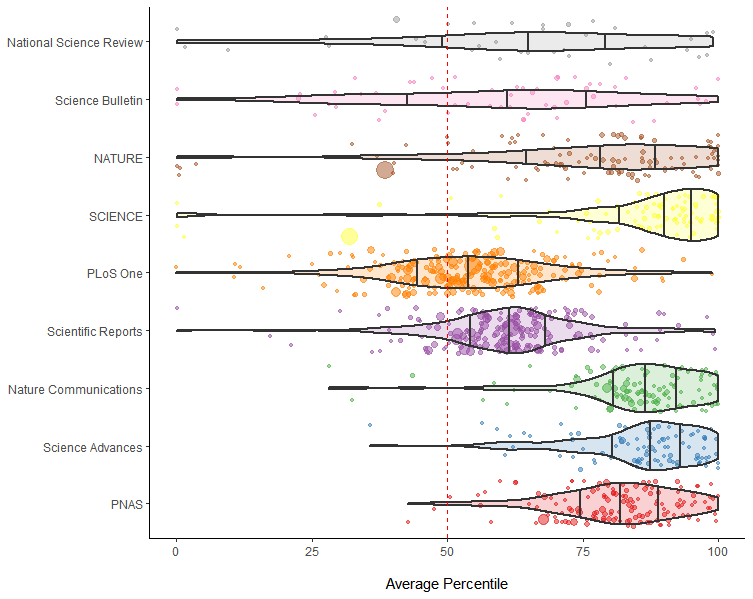 National Science Review
Science Bulletin
NATURE
SCIENCE
PLoS One
Scientific Reports
Nature Communications
Science Advances
PNAS
0 25 50 75 100
Average Percentile